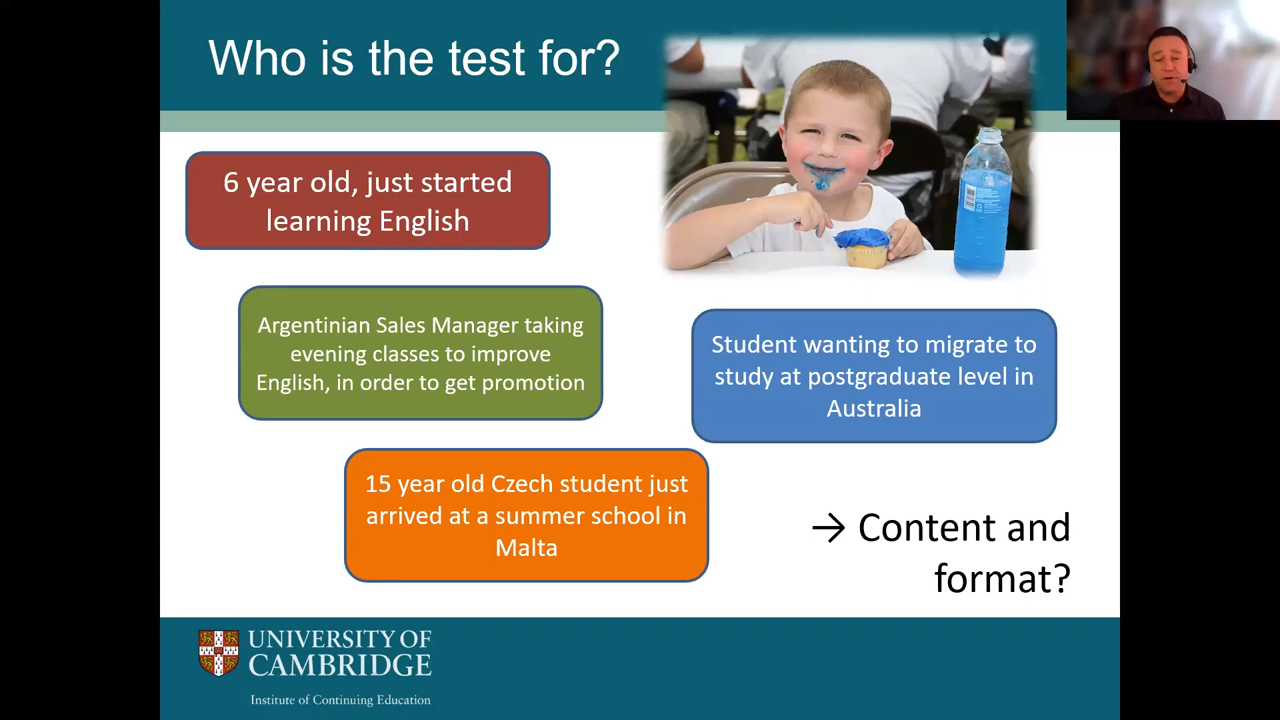 Who is the test for?
6 year old, just started
learning English
Argentinian Sales Manager taking
evening classes to improve
English, in order to get promotion
Student wanting to migrate to
study at postgraduate level in
Australia
15 year old Czech student just
arrived at a summer school in
Malta
→ Content and
format?
UNIVERSITY OF
CAMBRIDGE
Institute of Continuing Education